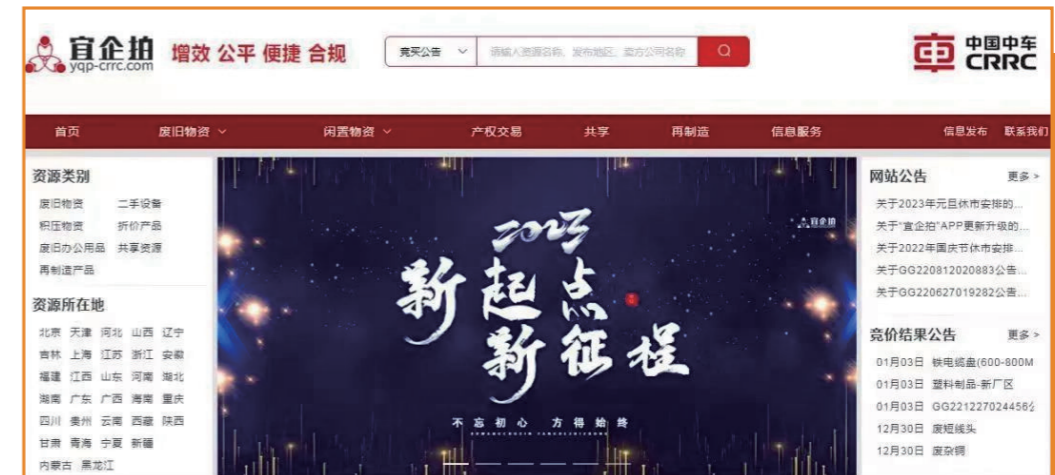 宜企拍
yqp-crrc.com
增效 公平 便捷 合规
竞买公告
请输入资源名称、发布地区、卖方公司名称
中国中车
CRRC
首页 废旧物资 闲置物资 产权交易 共享 再制造 信息服务 信息发布 联系我们
资源类别
废旧物资 二手设备
积压物资 折价产品
废旧办公用品 共享资源
再制造产品
资源所在地
北京 天津 河北 山西 辽宁
吉林 上海 江苏 浙江 安徽
福建 江西 山东 河南 湖北
湖南 广东 广西 海南 重庆
四川 贵州 云南 西藏 陕西
甘肃 青海 宁夏 新疆
内蒙古 黑龙江
宜企拍
2023
新起点
新征程
不忘初心 方得始终
网站公告 更多 >
关于2023年元旦休市安排的...
关于"宜企拍"APP更新升级的...
关于2022年国庆节休市安排...
关于GG220812020883公告...
关于GG220627019282公告...
竞价结果公告 更多 >
01月03日 铁电缆盘(600-800M
01月03日 塑料制品-新厂区
01月03日 GG221227024456
12月30日 废短线头
12月30日 废杂铜